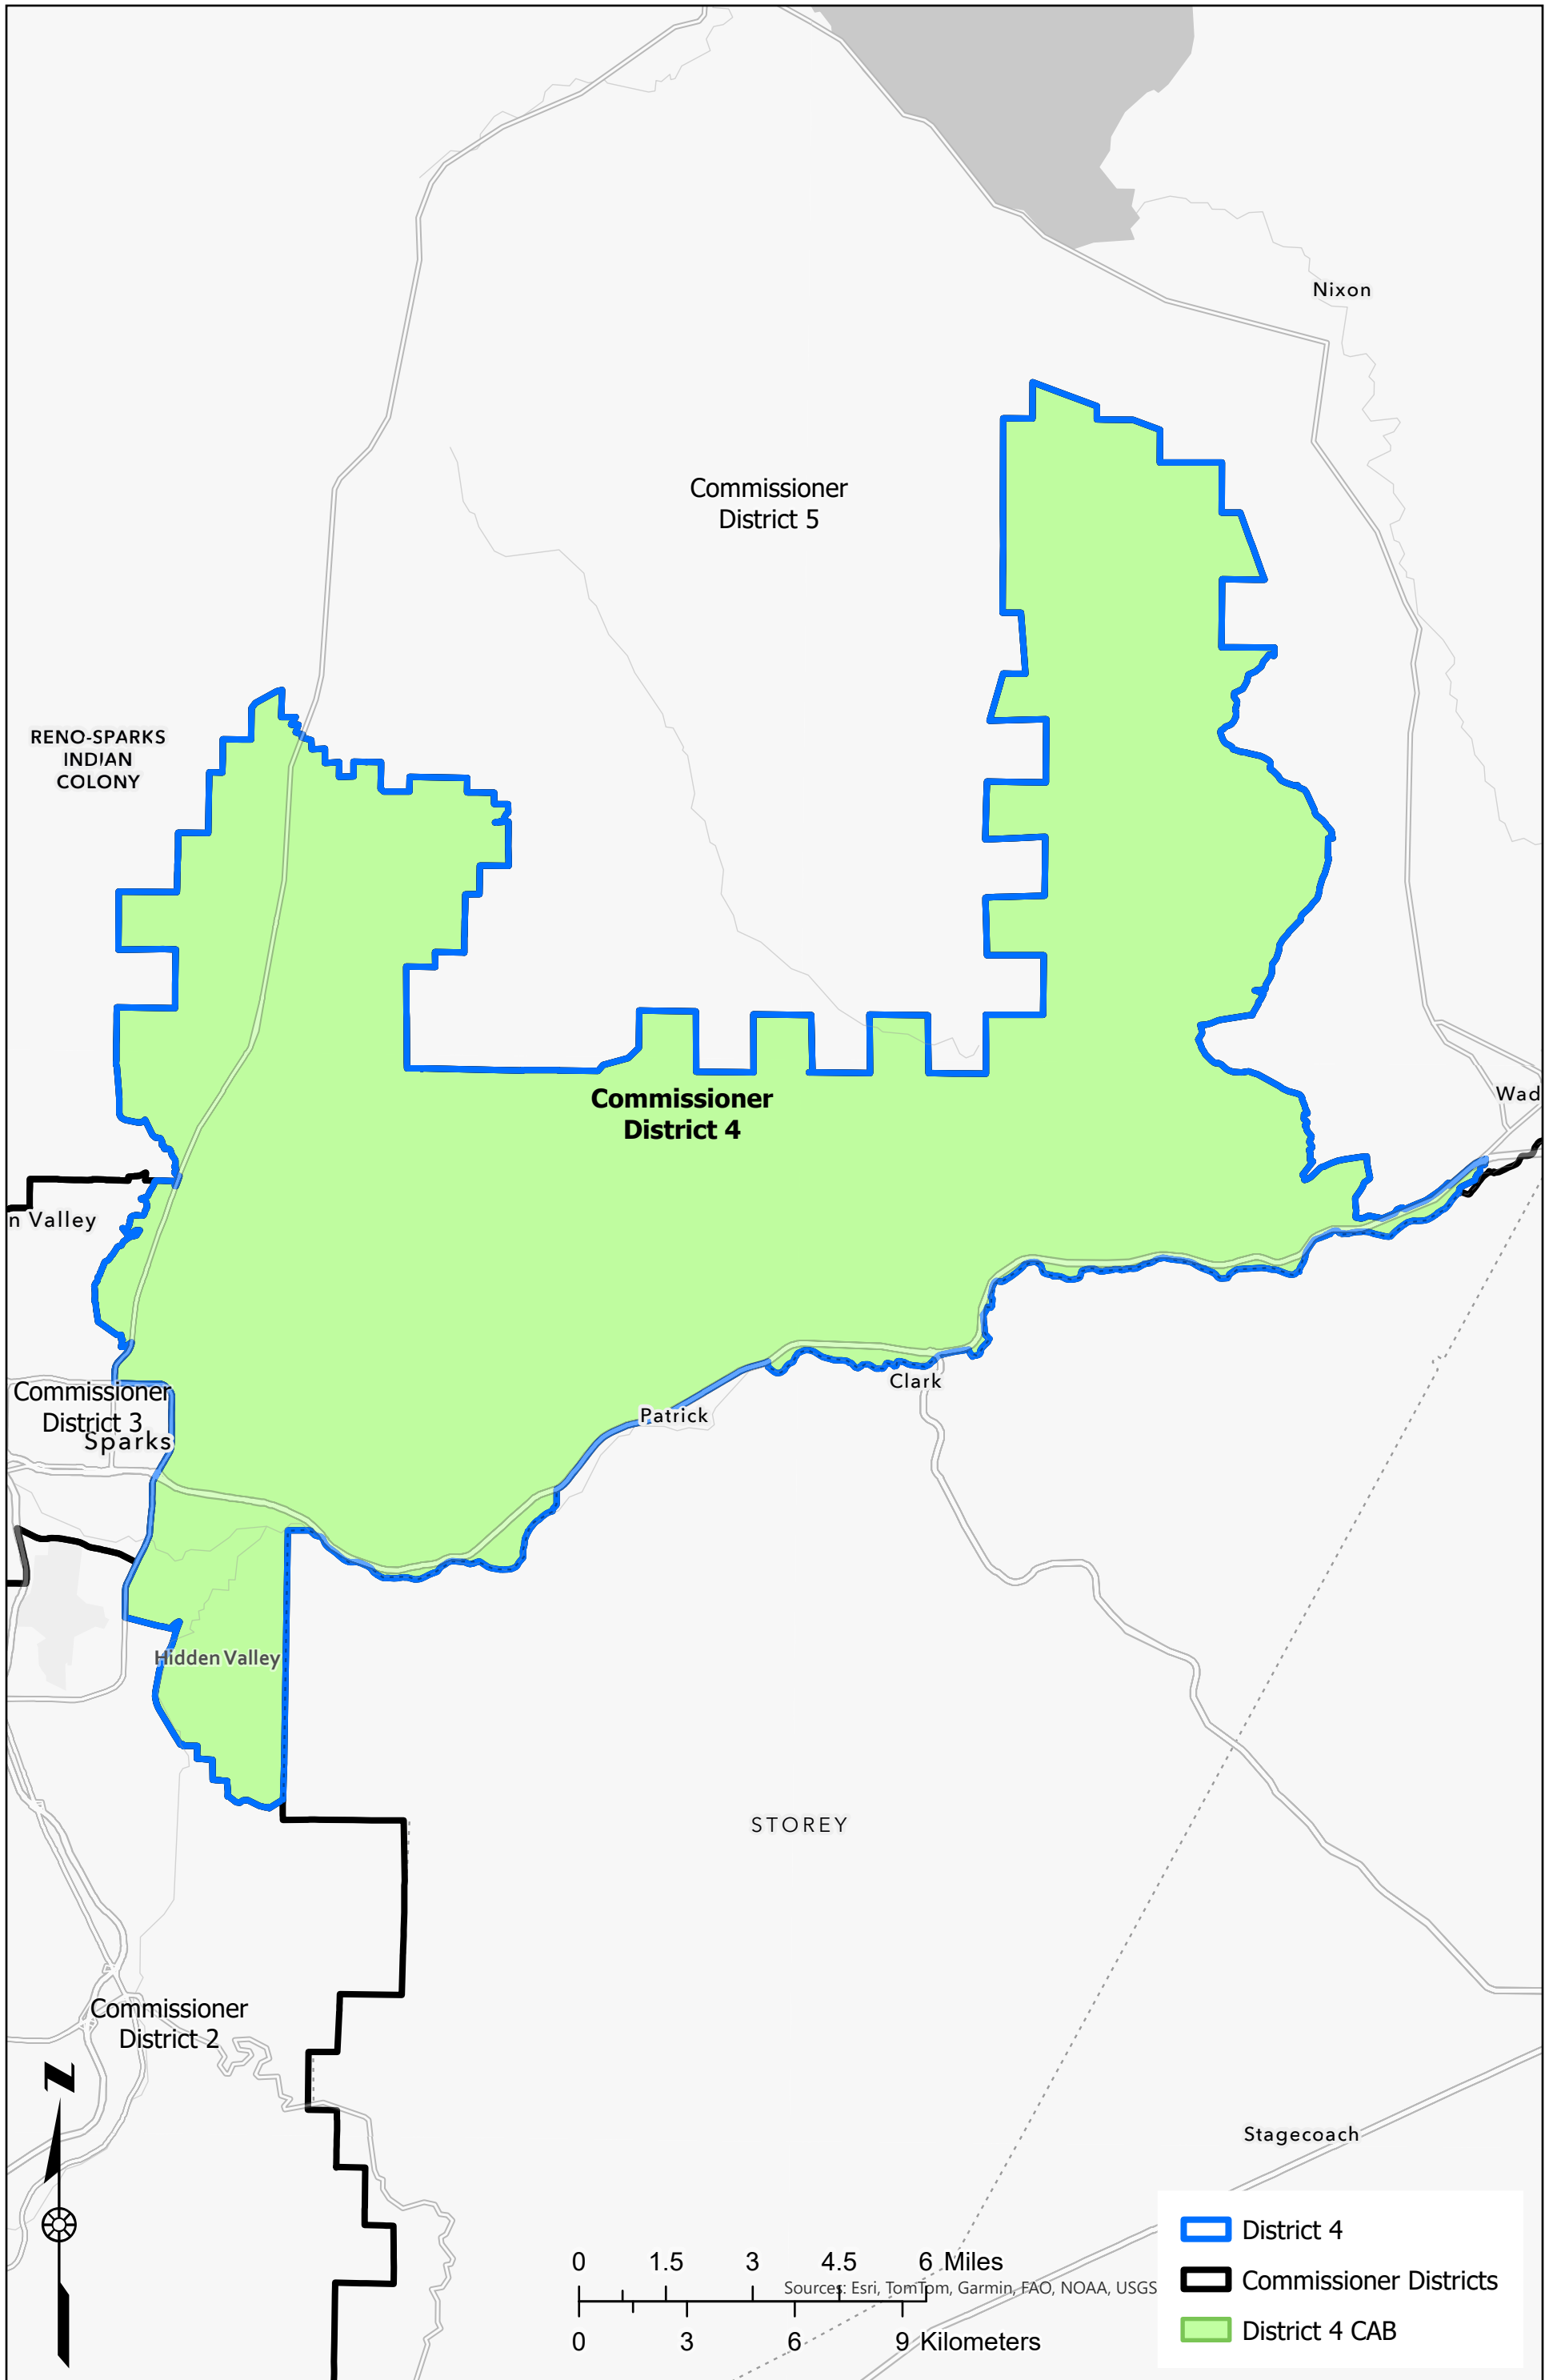 Nixon
Commissioner
District 5
RENO-SPARKS
INDIAN
COLONY
Commissioner
District 4
Wad
n Valley
Commissioner
District 3
Sparks
Clark
Patrick
Hidden Valley
STOREY
Commissioner
District 2
N
Stagecoach
0 1.5 3 4.5 6 Miles
Sources: Esri, TomTom, Garmin, FAO, NOAA, USGS
0 3 6 9 Kilometers
District 4
Commissioner Districts
District 4 CAB